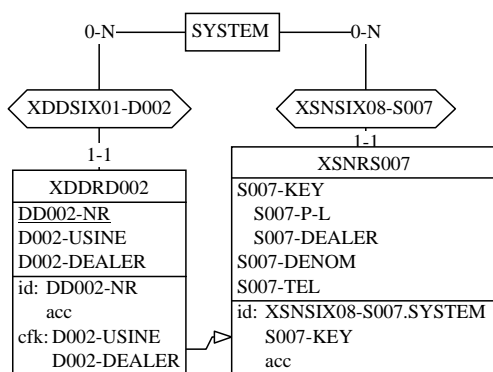 0-N
SYSTEM
0-N
XDDSIX01-D002
XSNSIX08-S007
1-1
1-1
XDDRD002
DD002-NR
D002-USINE
D002-DEALER
id: DD002-NR
acc
cfk: D002-USINE
D002-DEALER
XSNRS007
S007-KEY
S007-P-L
S007-DEALER
S007-DENOM
S007-TEL
id: XSNSIX08-S007.SYSTEM
S007-KEY
acc